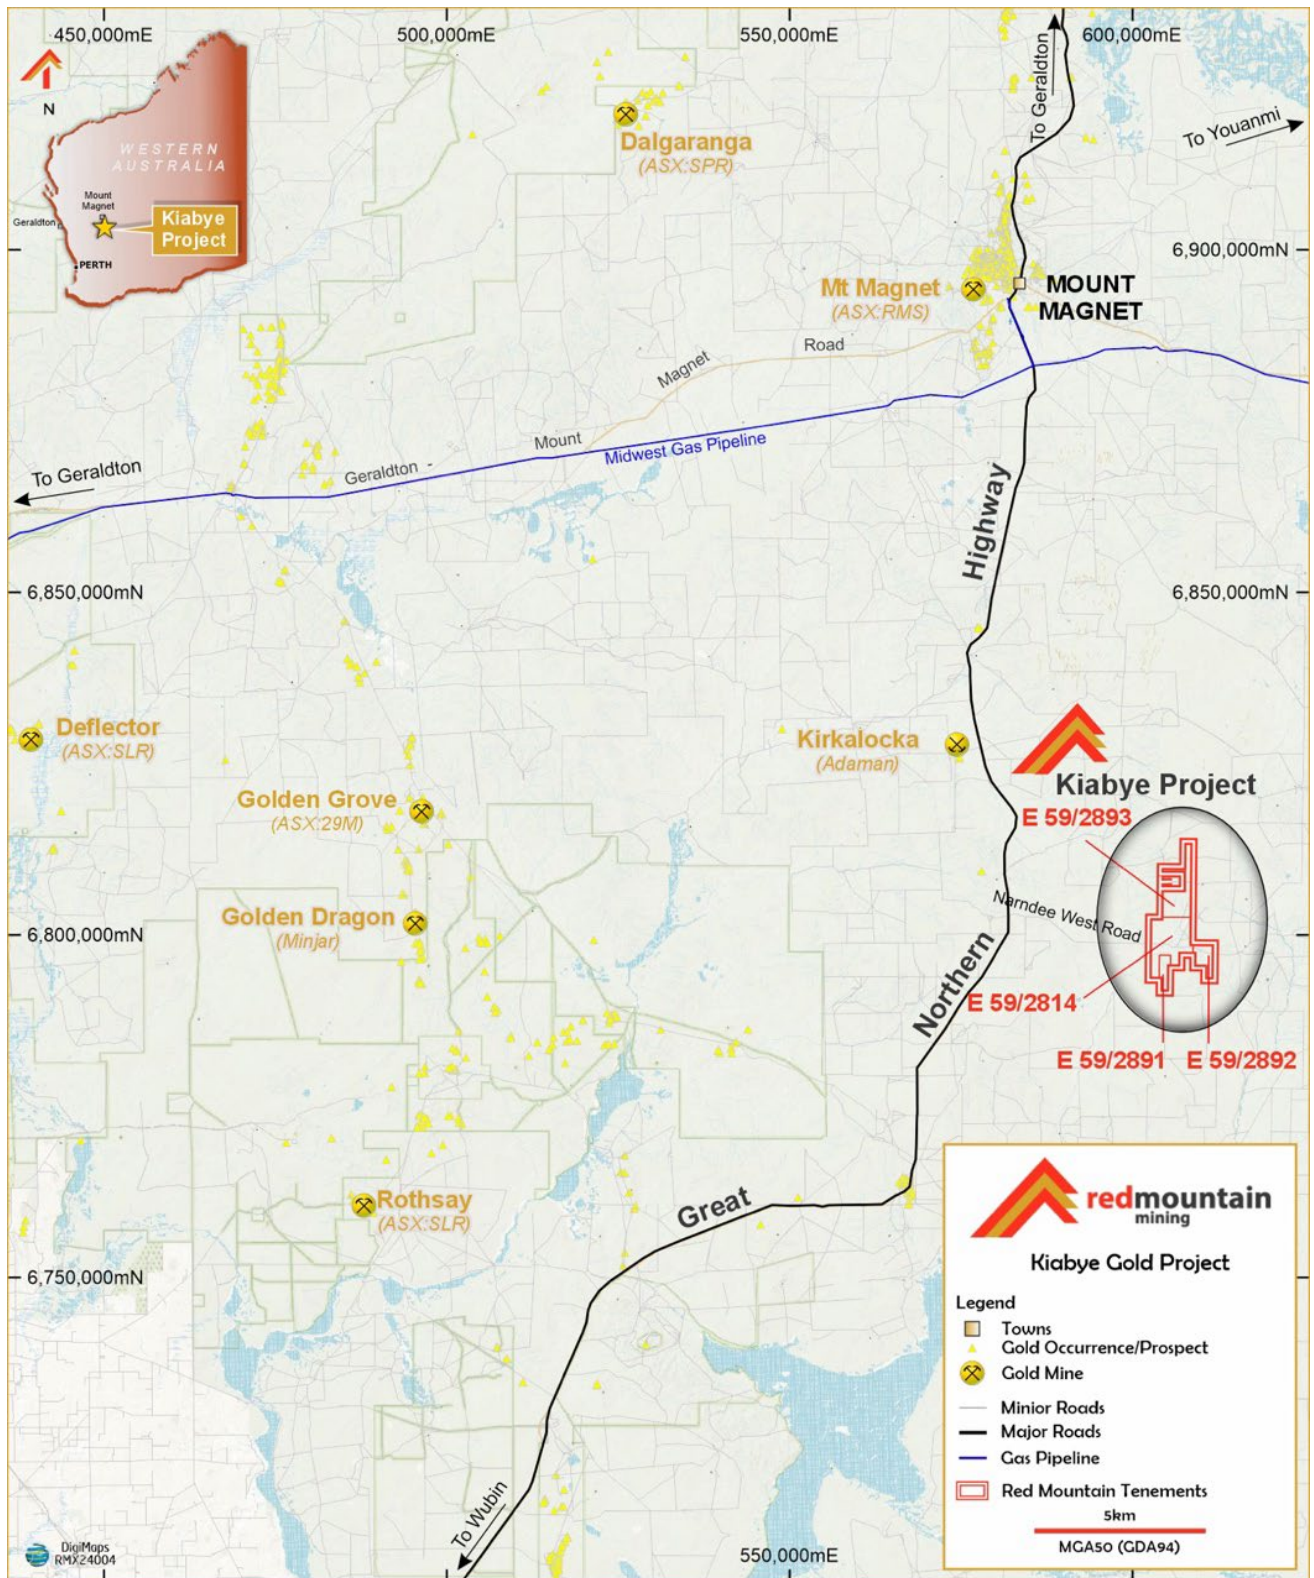 450,000mE
500,000mE
550,000mE
600,000mE
N
WESTERN
AUSTRALIA
Mount
Magnet
Geraldton
Kiabye
Project
PERTH
To Geraldton
To Youanmi
Dalgaranga
(ASX:SPR)
6,900,000mN
Mt Magnet
(ASX:RMS)
MOUNT
MAGNET
Geraldton - Mount Magnet Road
Midwest Gas Pipeline
To Geraldton
Highway
6,850,000mN
6,850,000mN
Deflector
(ASX:SLR)
Kirkalocka
(Adaman)
Golden Grove
(ASX:29M)
Kiabye Project
E 59/2893
Golden Dragon
(Minjar)
Narndee West Road
6,800,000mN
Northern
E 59/2814
E 59/2891
E 59/2892
Rothsay
(ASX:SLR)
Great
6,750,000mN
redmountain
mining
Kiabye Gold Project
Legend
Towns
Gold Occurrence/Prospect
Gold Mine
Minior Roads
Major Roads
Gas Pipeline
Red Mountain Tenements
5km
MGA50 (GDA94)
To Wubin
DigiMaps
RMX24004
550,000mE